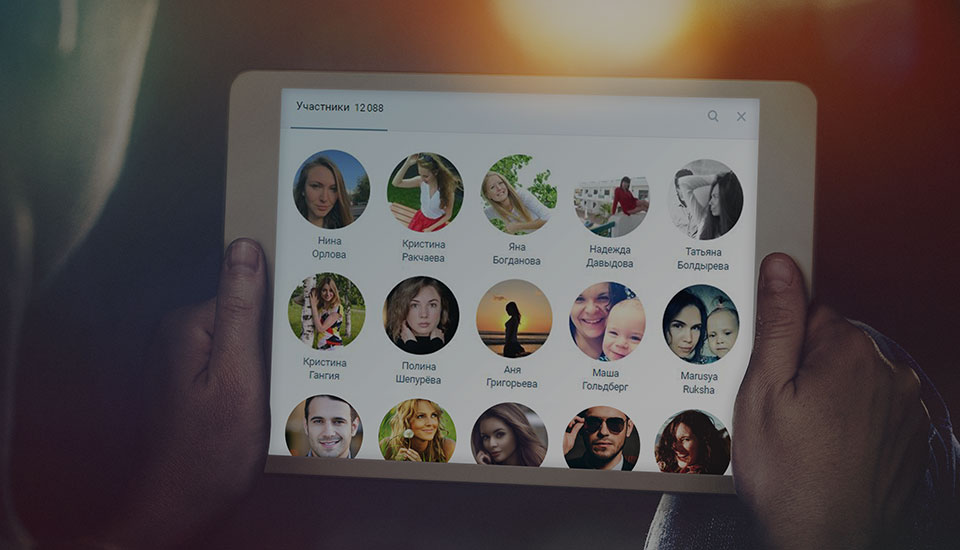 Участники 12 088
Нина
Орлова
Кристина
Ракчаева
Яна
Богданова
Надежда
Давыдова
Татьяна
Болдырева
Кристина
Гангия
Полина
Шепурёва
Аня
Григорьева
Маша
Гольдберг
Marusya
Ruksha